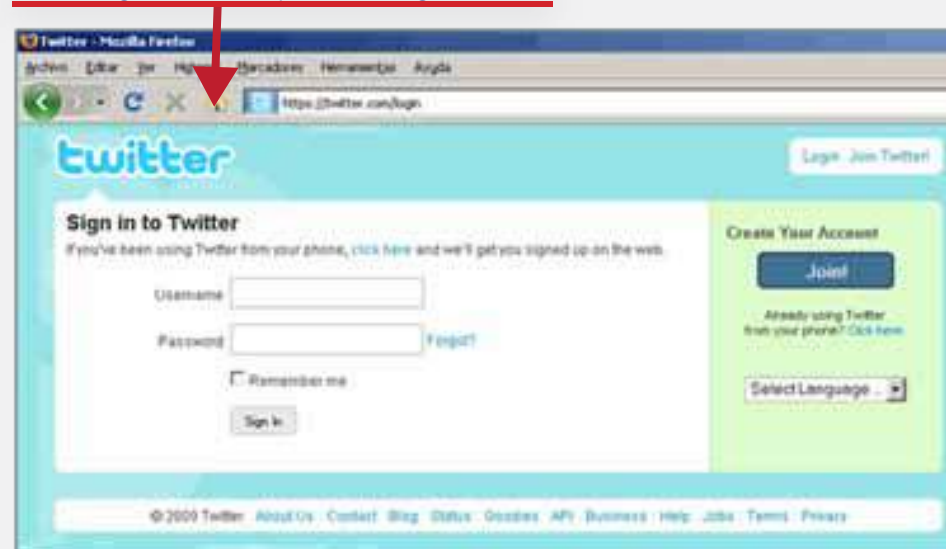 Twitter - Mozilla Firefox
Archivo Editar Ver Marcadores Herramientas Ayuda
https://twitter.com/login
twitter
Login Join Twitter!
Sign in to Twitter
If you've been using Twitter from your phone, click here and we'll get you signed up on the web.
Username
Password
Forgot?
Remember me
Sign In
Create Your Account
Join!
Already using Twitter
from your phone? Click here.
Select Language ...
© 2009 Twitter About Us Contact Blog Status Goodies API Business Help Jobs Terms Privacy